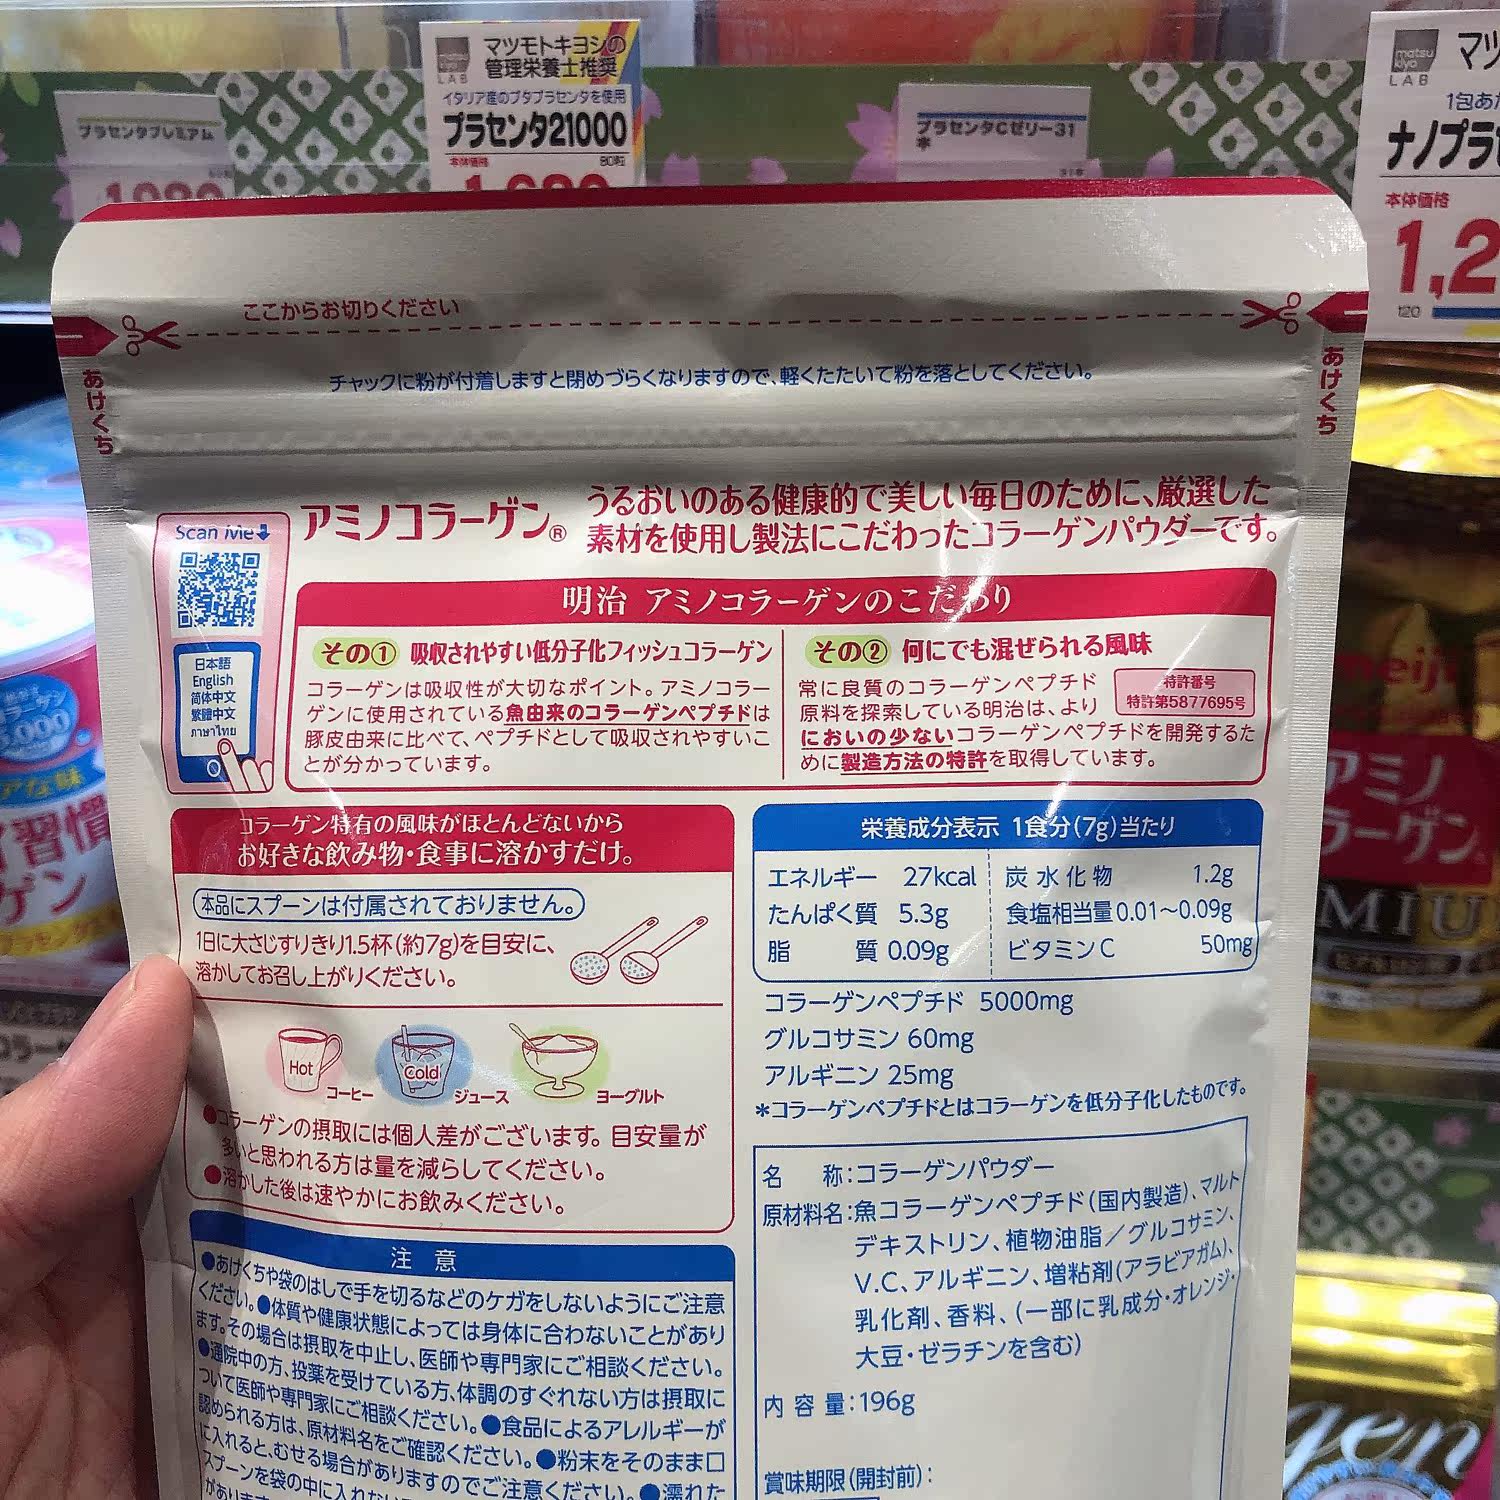 プラセンタプレミアム
LAB
マツモトキヨシの
管理栄養士推奨
イタリア産のブタプラセンタを使用
プラセンタ21000
本体価格
80粒
プラセンタCゼリー31
本
matsu
kiyo
LAB
マツ
1包あた
ナノプラセ
本体価格
1,2
120
ここからお切りください
あけくち
あけくち
チャックに粉が付着しますと閉めづらくなりますので、軽くたたいて粉を落としてください。
Scan Me
日本語
English
简体中文
繁體中文
ภาษาไทย
アミノコラーゲン®
うるおいのある健康的で美しい毎日のために、厳選した
素材を使用し製法にこだわったコラーゲンパウダーです。
明治 アミノコラーゲンのこだわり
その① 吸収されやすい低分子化フィッシュコラーゲン
コラーゲンは吸収性が大切なポイント。アミノコラー
ゲンに使用されている魚由来のコラーゲンペプチドは
豚皮由来に比べて、ペプチドとして吸収されやすいこ
とが分かっています。
その② 何にでも混ぜられる風味
特許番号
特許第5877695号
常に良質のコラーゲンペプチド
原料を探索している明治は、より
においの少ないコラーゲンペプチドを開発するた
めに製造方法の特許を取得しています。
コラーゲン特有の風味がほとんどないから
お好きな飲み物・食事に溶かすだけ。
本品にスプーンは付属されておりません。
1日に大さじすりきり1.5杯(約7g)を目安に、
溶かしてお召し上がりください。
Hot
コーヒー
Cold
ジュース
ヨーグルト
●コラーゲンの摂取には個人差がございます。目安量が
多いと思われる方は量を減らしてください。
●溶かした後は速やかにお飲みください。
栄養成分表示 1食分(7g)当たり
エネルギー 27kcal
たんぱく質 5.3g
脂 質 0.09g
炭水化物 1.2g
食塩相当量 0.01〜0.09g
ビタミンC 50mg
コラーゲンペプチド 5000mg
グルコサミン 60mg
アルギニン 25mg
＊コラーゲンペプチドとはコラーゲンを低分子化したものです。
名 称:コラーゲンパウダー
原材料名:魚コラーゲンペプチド(国内製造)、マルト
デキストリン、植物油脂/グルコサミン、
V.C、アルギニン、増粘剤(アラビアガム)、
乳化剤、香料、(一部に乳成分・オレンジ・
大豆・ゼラチンを含む)
内容量:196g
賞味期限(開封前):
注 意
●あけくちや袋のはしで手を切るなどのケガをしないようにご注意
ください。●体質や健康状態によっては身体に合わないことがあり
ます。その場合は摂取を中止し、医師や専門家にご相談ください。
●通院中の方、投薬を受けている方、体調のすぐれない方は摂取に
ついて医師や専門家にご相談ください。●食品によるアレルギーが
認められる方は、原材料名をご確認ください。●粉末をそのまま口
に入れると、むせる場合がありますのでご注意ください。●濡れた
スプーンを袋の中に入れない
meiji
アミノ
ラーゲン
MIU
習慣
ゲン
gen